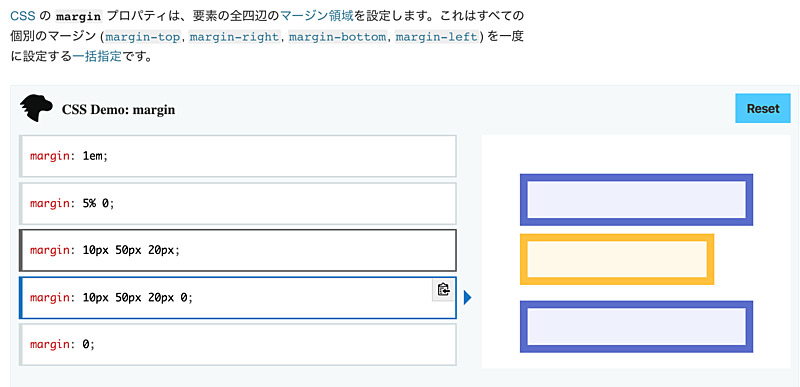 CSS の margin プロパティは、要素の全四辺のマージン領域を設定します。これはすべての
個別のマージン (margin-top, margin-right, margin-bottom, margin-left) を一度
に設定する一括指定です。
CSS Demo: margin
Reset
margin: 1em;
margin: 5% 0;
margin: 10px 50px 20px;
margin: 10px 50px 20px 0;
margin: 0;